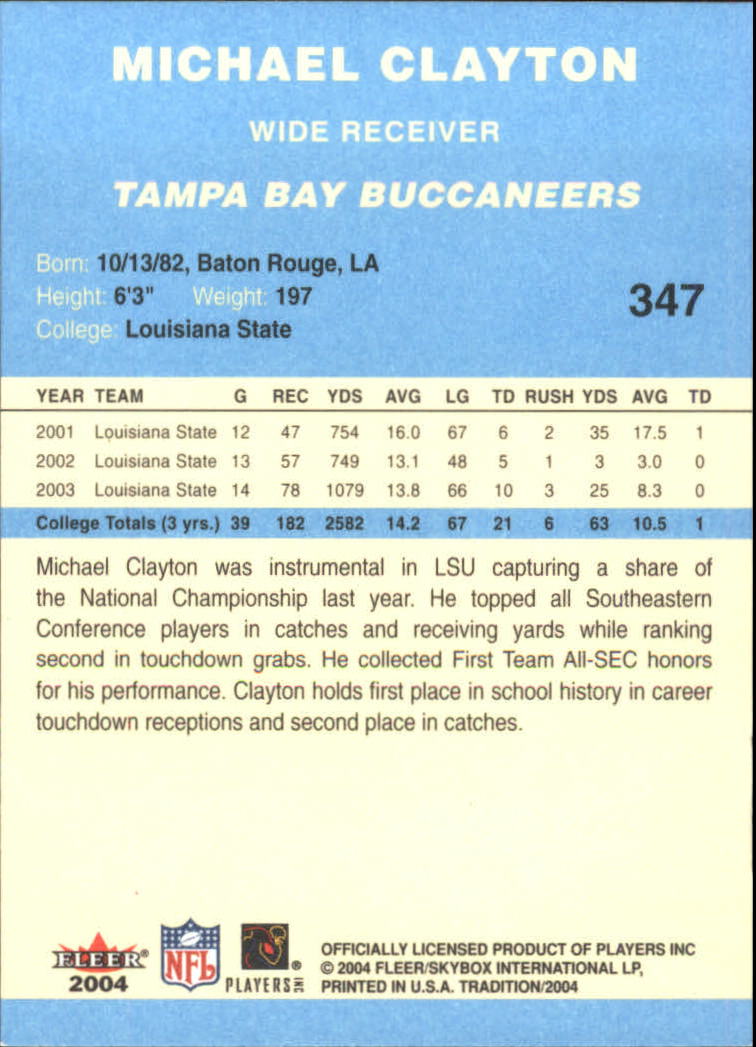 MICHAEL CLAYTON
WIDE RECEIVER
TAMPA BAY BUCCANEERS
Born: 10/13/82, Baton Rouge, LA
Height: 6'3" Weight: 197
347
College: Louisiana State
YEAR TEAM G REC YDS AVG LG TD RUSH YDS AVG TD
2001 Louisiana State 12 47 754 16.0 67 6 2 35 17.5 1
2002 Louisiana State 13 57 749 13.1 48 5 1 3 3.0 0
2003 Louisiana State 14 78 1079 13.8 66 10 3 25 8.3 0
College Totals (3 yrs.) 39 182 2582 14.2 67 21 6 63 10.5 1
Michael Clayton was instrumental in LSU capturing a share of
the National Championship last year. He topped all Southeastern
Conference players in catches and receiving yards while ranking
second in touchdown grabs. He collected First Team All-SEC honors
for his performance. Clayton holds first place in school history in career
touchdown receptions and second place in catches.
FLEER®
2004
NFL
®
PLAYERS INC
OFFICIALLY LICENSED PRODUCT OF PLAYERS INC
© 2004 FLEER/SKYBOX INTERNATIONAL LP,
PRINTED IN U.S.A. TRADITION/2004